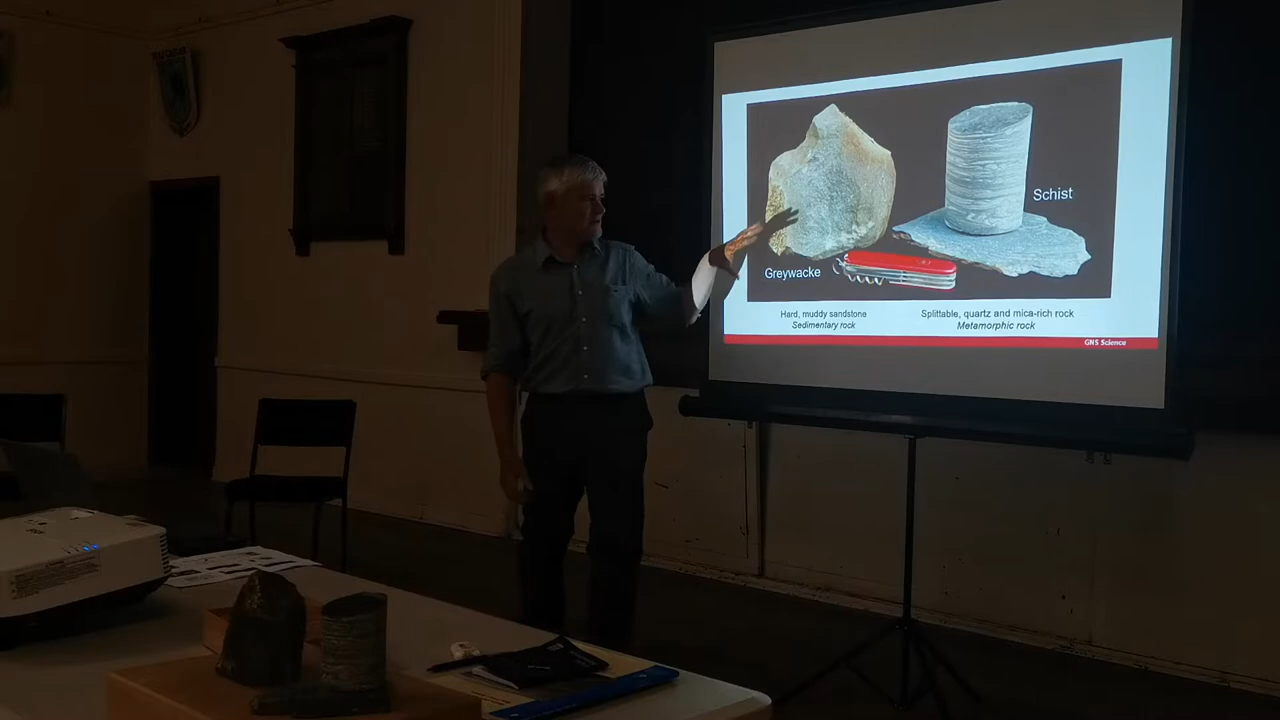 Schist
Greywacke
Hard, muddy sandstone
Sedimentary rock
Splittable, quartz and mica-rich rock
Metamorphic rock
GNS Science